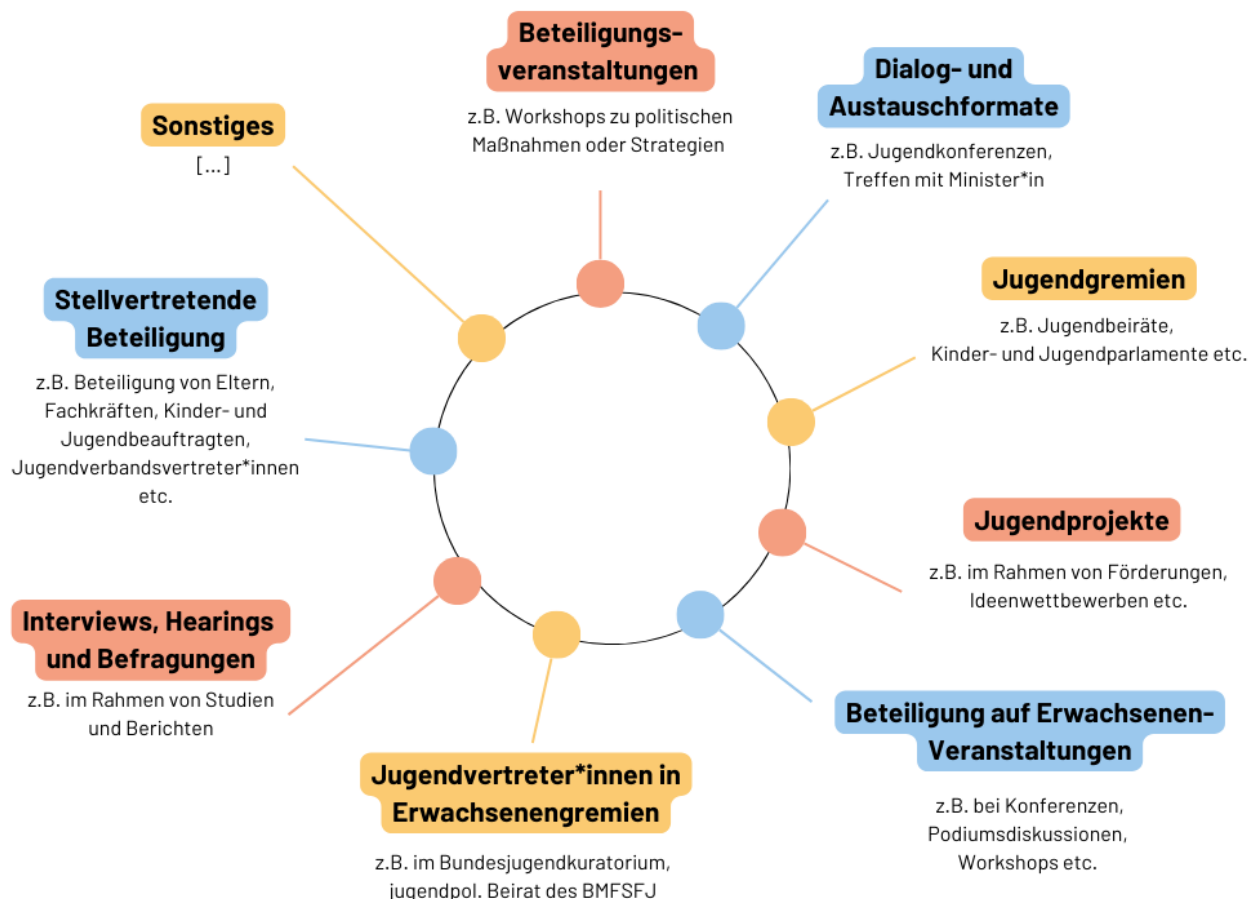 Beteiligungs-
veranstaltungen
z.B. Workshops zu politischen
Maßnahmen oder Strategien
Dialog- und
Austauschformate
z.B. Jugendkonferenzen,
Treffen mit Minister*in
Jugendgremien
z.B. Jugendbeiräte,
Kinder- und Jugendparlamente etc.
Jugendprojekte
z.B. im Rahmen von Förderungen,
Ideenwettbewerben etc.
Beteiligung auf Erwachsenen-
Veranstaltungen
z.B. bei Konferenzen,
Podiumsdiskussionen,
Workshops etc.
Jugendvertreter*innen in
Erwachsenengremien
z.B. im Bundesjugendkuratorium,
jugendpol. Beirat des BMFSFJ
Interviews, Hearings
und Befragungen
z.B. im Rahmen von Studien
und Berichten
Stellvertretende
Beteiligung
z.B. Beteiligung von Eltern,
Fachkräften, Kinder- und
Jugendbeauftragten,
Jugendverbandsvertreter*innen
etc.
Sonstiges
[...]